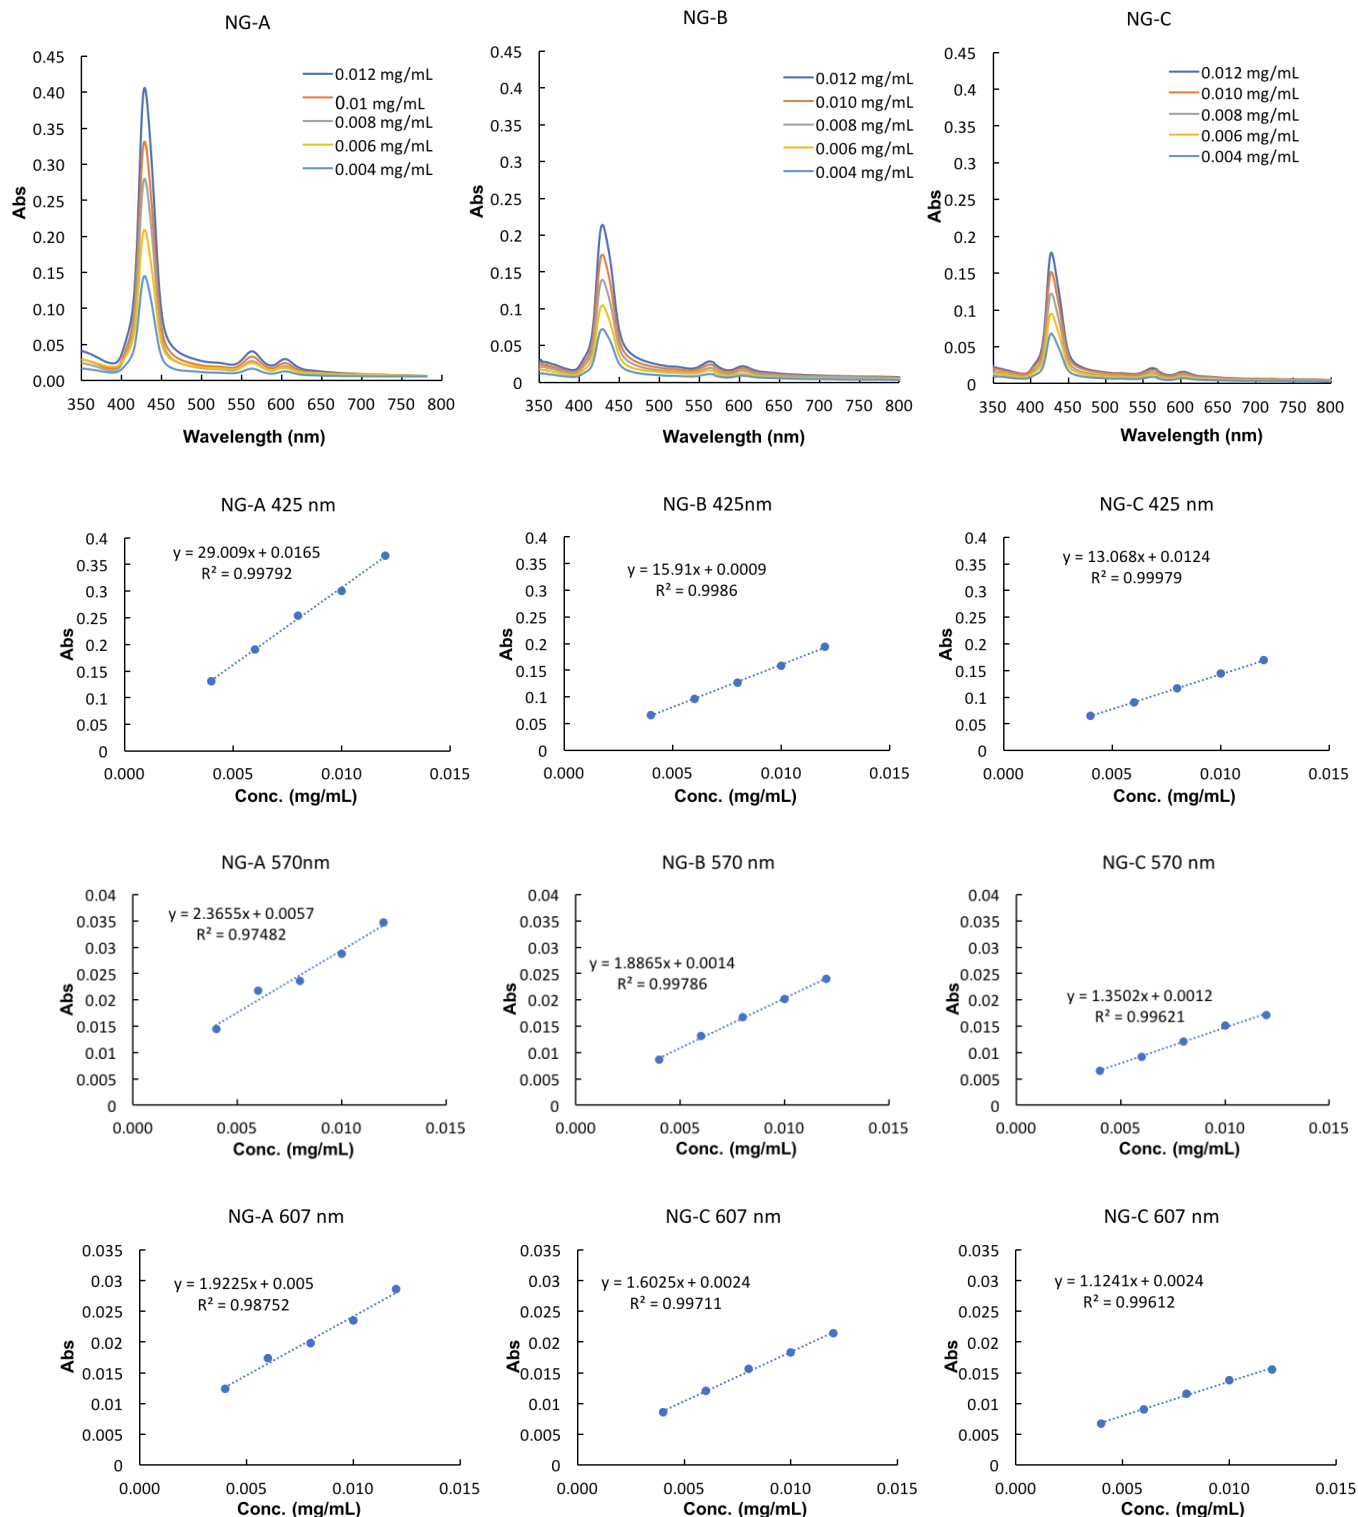 NG-A
0.45
0.40
0.35
0.30
0.25
0.20
0.15
0.10
0.05
0.00
Abs
0.012 mg/mL
0.01 mg/mL
0.008 mg/mL
0.006 mg/mL
0.004 mg/mL
350 400 450 500 550 600 650 700 750 800
Wavelength (nm)
NG-B
0.45
0.4
0.35
0.3
0.25
0.2
0.15
0.1
0.05
0
Abs
0.012 mg/mL
0.010 mg/mL
0.008 mg/mL
0.006 mg/mL
0.004 mg/mL
350 400 450 500 550 600 650 700 750 800
Wavelength (nm)
NG-C
0.45
0.4
0.35
0.3
0.25
0.2
0.15
0.1
0.05
0
Abs
0.012 mg/mL
0.010 mg/mL
0.008 mg/mL
0.006 mg/mL
0.004 mg/mL
350 400 450 500 550 600 650 700 750 800
Wavelength (nm)
NG-A 425 nm
y = 29.009x + 0.0165
R² = 0.99792
0.4
0.35
0.3
0.25
0.2
0.15
0.1
0.05
0
Abs
0.000 0.005 0.010 0.015
Conc. (mg/mL)
NG-B 425nm
y = 15.91x + 0.0009
R² = 0.9986
0.4
0.35
0.3
0.25
0.2
0.15
0.1
0.05
0
Abs
0.000 0.005 0.010 0.015
Conc. (mg/mL)
NG-C 425 nm
y = 13.068x + 0.0124
R² = 0.99979
0.4
0.35
0.3
0.25
0.2
0.15
0.1
0.05
0
Abs
0.000 0.005 0.010 0.015
Conc. (mg/mL)
NG-A 570nm
y = 2.3655x + 0.0057
R² = 0.97482
0.04
0.035
0.03
0.025
0.02
0.015
0.01
0.005
0
Abs
0.000 0.005 0.010 0.015
Conc. (mg/mL)
NG-B 570 nm
y = 1.8865x + 0.0014
R² = 0.99786
0.04
0.035
0.03
0.025
0.02
0.015
0.01
0.005
0
Abs
0.000 0.005 0.010 0.015
Conc. (mg/mL)
NG-C 570 nm
y = 1.3502x + 0.0012
R² = 0.99621
0.04
0.035
0.03
0.025
0.02
0.015
0.01
0.005
0
Abs
0.000 0.005 0.010 0.015
Conc. (mg/mL)
NG-A 607 nm
y = 1.9225x + 0.005
R² = 0.98752
0.035
0.03
0.025
0.02
0.015
0.01
0.005
0
Abs
0.000 0.005 0.010 0.015
Conc. (mg/mL)
NG-C 607 nm
y = 1.6025x + 0.0024
R² = 0.99711
0.035
0.03
0.025
0.02
0.015
0.01
0.005
0
Abs
0.000 0.005 0.010 0.015
Conc. (mg/mL)
NG-C 607 nm
y = 1.1241x + 0.0024
R² = 0.99612
0.035
0.03
0.025
0.02
0.015
0.01
0.005
0
Abs
0.000 0.005 0.010 0.015
Conc. (mg/mL)